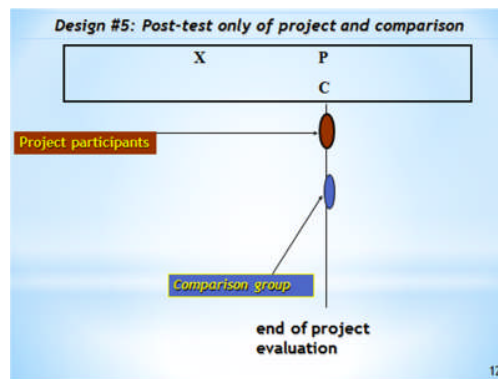 Design #5: Post-test only of project and comparison
X P
C
Project participants
Comparison group
end of project
evaluation